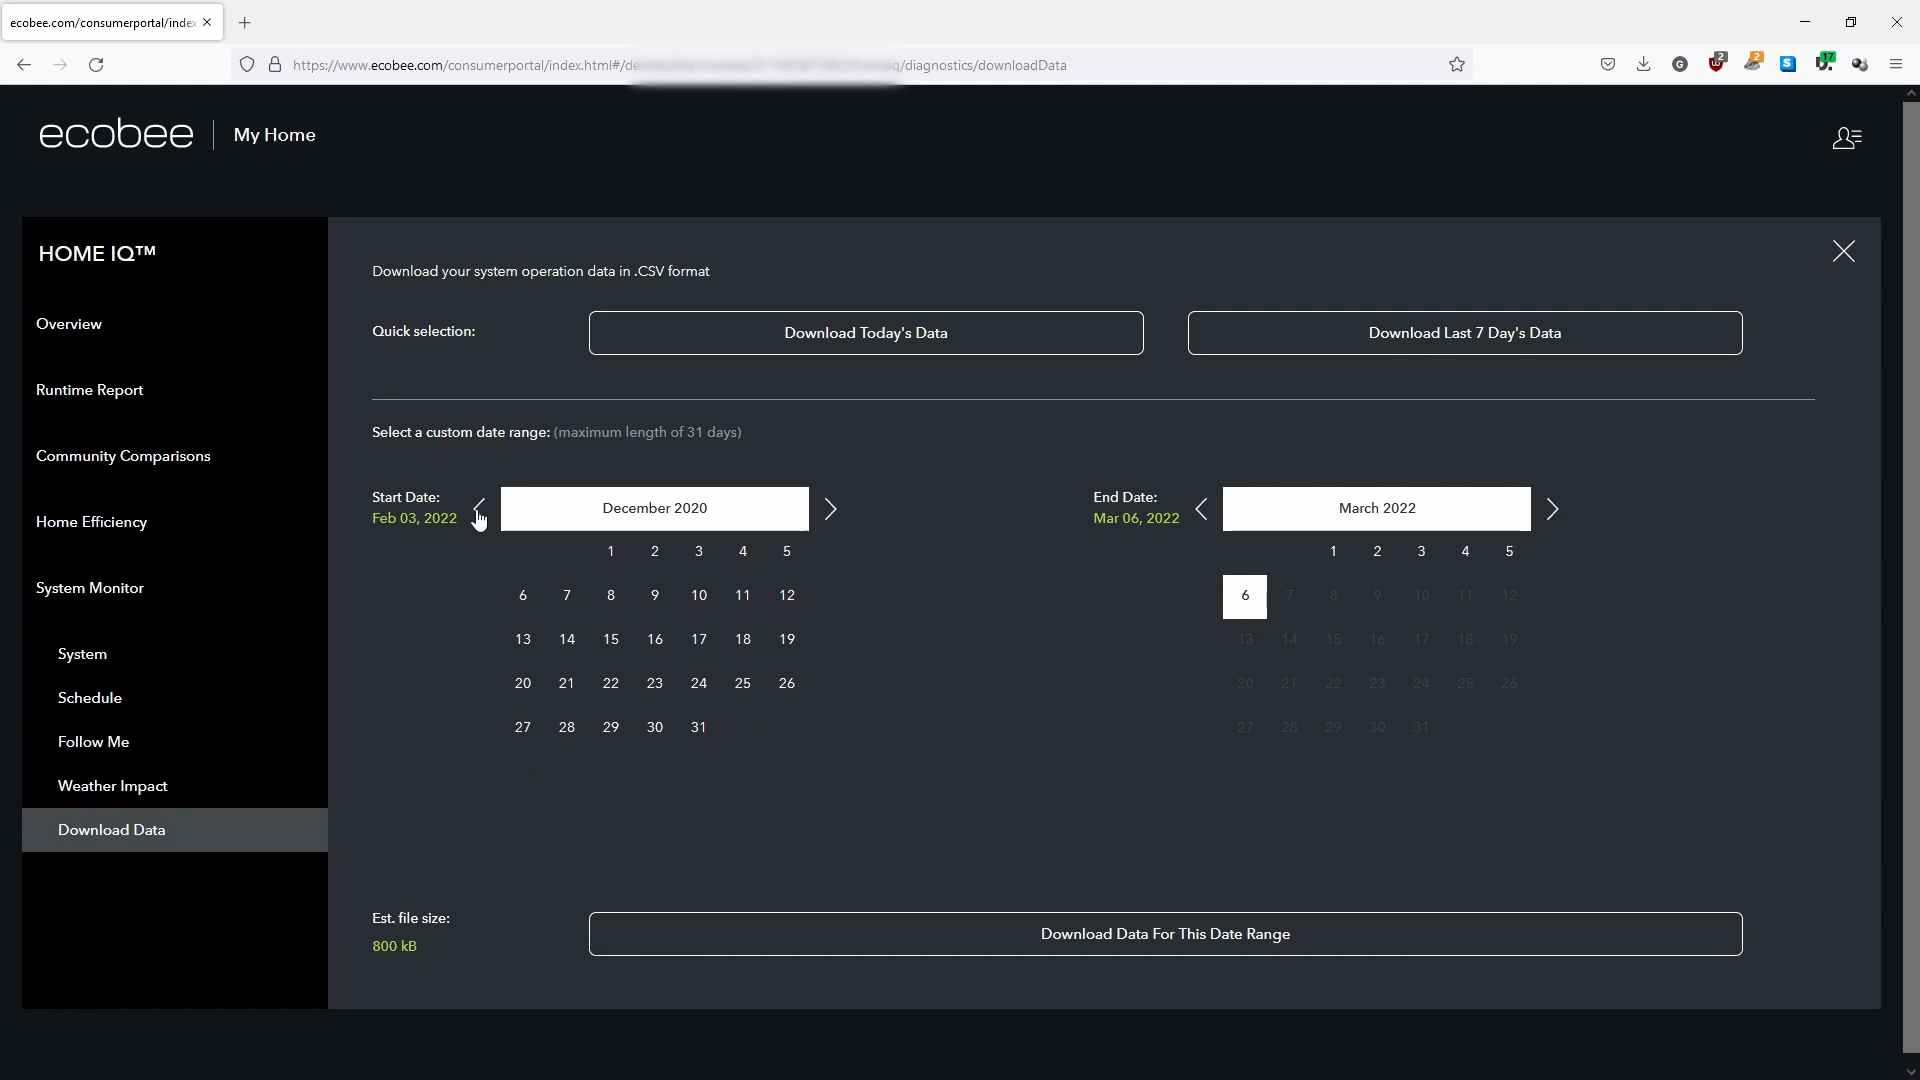 ecobee.com/consumerportal/index
https://www.ecobee.com/consumerportal/index.html#/de /diagnostics/downloadData
2
2
17
ecobee
My Home
HOME IQ™
Overview
Runtime Report
Community Comparisons
Home Efficiency
System Monitor
System
Schedule
Follow Me
Weather Impact
Download Data
Download your system operation data in .CSV format
Quick selection:
Download Today's Data
Download Last 7 Day's Data
Select a custom date range: (maximum length of 31 days)
Start Date:
Feb 03, 2022
December 2020
1 2 3 4 5
6 7 8 9 10 11 12
13 14 15 16 17 18 19
20 21 22 23 24 25 26
27 28 29 30 31
End Date:
Mar 06, 2022
March 2022
1 2 3 4 5
6 7 8 9 10 11 12
13 14 15 16 17 18 19
20 21 22 23 24 25 26
27 28 29 30 31
Est. file size:
800 kB
Download Data For This Date Range